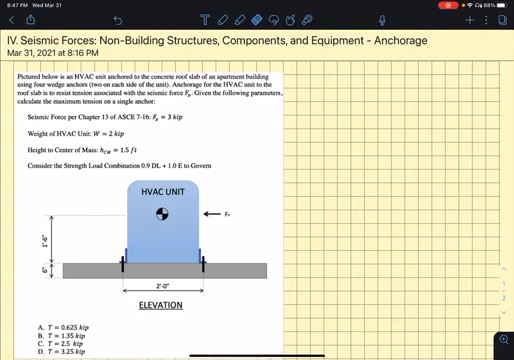 8:47 PM Wed Mar 31
88%
IV. Seismic Forces: Non-Building Structures, Components, and Equipment - Anchorage
Mar 31, 2021 at 8:16 PM
Pictured below is an HVAC unit anchored to the concrete roof slab of an apartment building
using four wedge anchors (two on each side of the unit). Anchorage for the HVAC unit to the
roof slab is to resist tension associated with the seismic force Fp. Given the following parameters,
calculate the maximum tension on a single anchor:
Seismic Force per Chapter 13 of ASCE 7-16: Fp = 3 kip
Weight of HVAC Unit: W = 2 kip
Height to Center of Mass: hCM = 1.5 ft
Consider the Strength Load Combination 0.9 DL + 1.0 E to Govern
HVAC UNIT
Fp
1'-6"
6"
2'-0"
ELEVATION
A. T = 0.625 kip
B. T = 1.35 kip
C. T = 2.5 kip
D. T = 3.25 kip
1
2